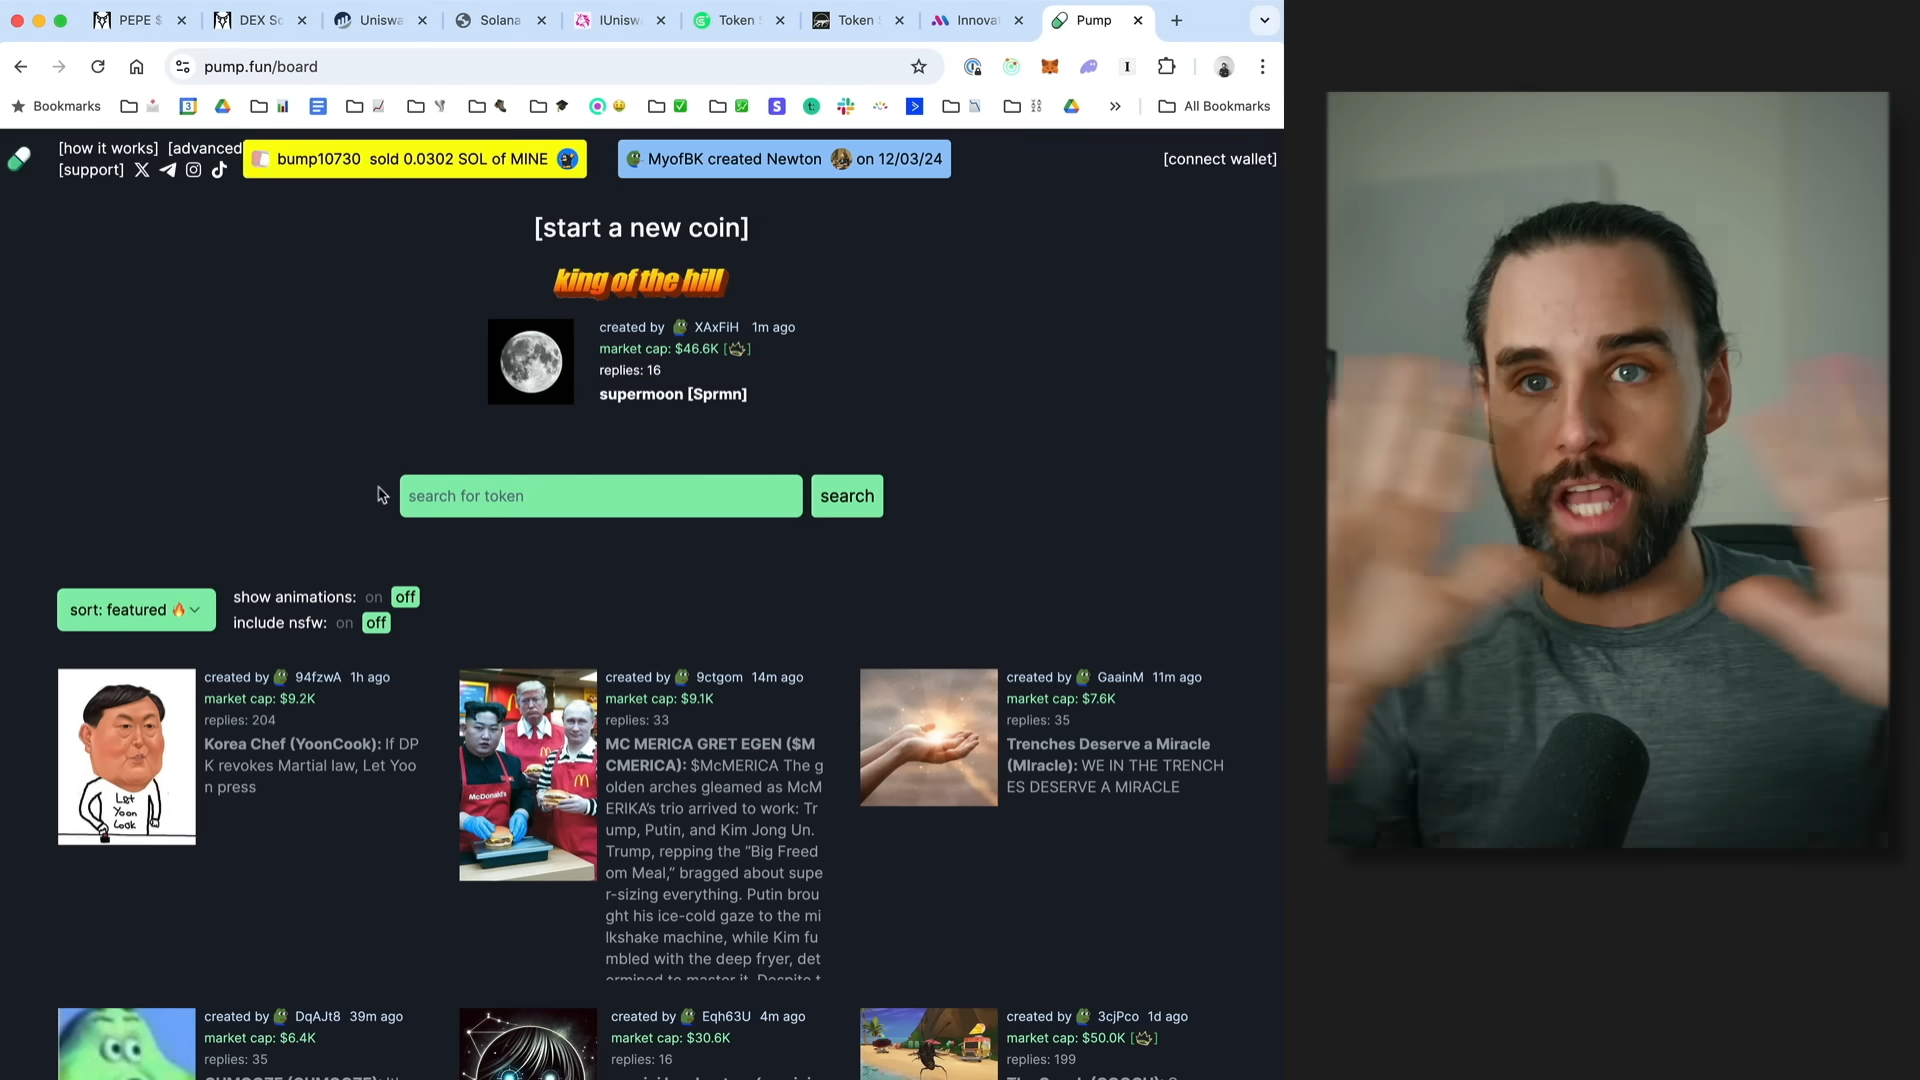 PEPE $
DEX Sc
Uniswa
Solana
IUnisw
Token
Token
Innova
Pump
pump.fun/board
Bookmarks
All Bookmarks
[how it works] [advanced
[support]
bump10730 sold 0.0302 SOL of MINE
MyofBK created Newton on 12/03/24
[connect wallet]
[start a new coin]
king of the hill
created by XAxFiH 1m ago
market cap: $46.6K
replies: 16
supermoon [Sprmn]
search for token
search
sort: featured
show animations: on off
include nsfw: on off
created by 94fzwA 1h ago
market cap: $9.2K
replies: 204
Korea Chef (YoonCook): If DP
K revokes Martial law, Let Yoo
n press
Let
Yoon
Cook
created by 9ctgom 14m ago
market cap: $9.1K
replies: 33
MC MERICA GRET EGEN ($M
CMERICA): $McMERICA The g
olden arches gleamed as McM
ERIKA's trio arrived to work: Tr
ump, Putin, and Kim Jong Un.
Trump, repping the “Big Freed
om Meal,” bragged about supe
r-sizing everything. Putin brou
ght his ice-cold gaze to the mi
lkshake machine, while Kim fu
mbled with the deep fryer, det
ermined to master it. Despite t
McDonald's
created by GaainM 11m ago
market cap: $7.6K
replies: 35
Trenches Deserve a Miracle
(MIracle): WE IN THE TRENCH
ES DESERVE A MIRACLE
created by DqAJt8 39m ago
market cap: $6.4K
replies: 35
created by Eqh63U 4m ago
market cap: $30.6K
replies: 16
created by 3cjPco 1d ago
market cap: $50.0K
replies: 199